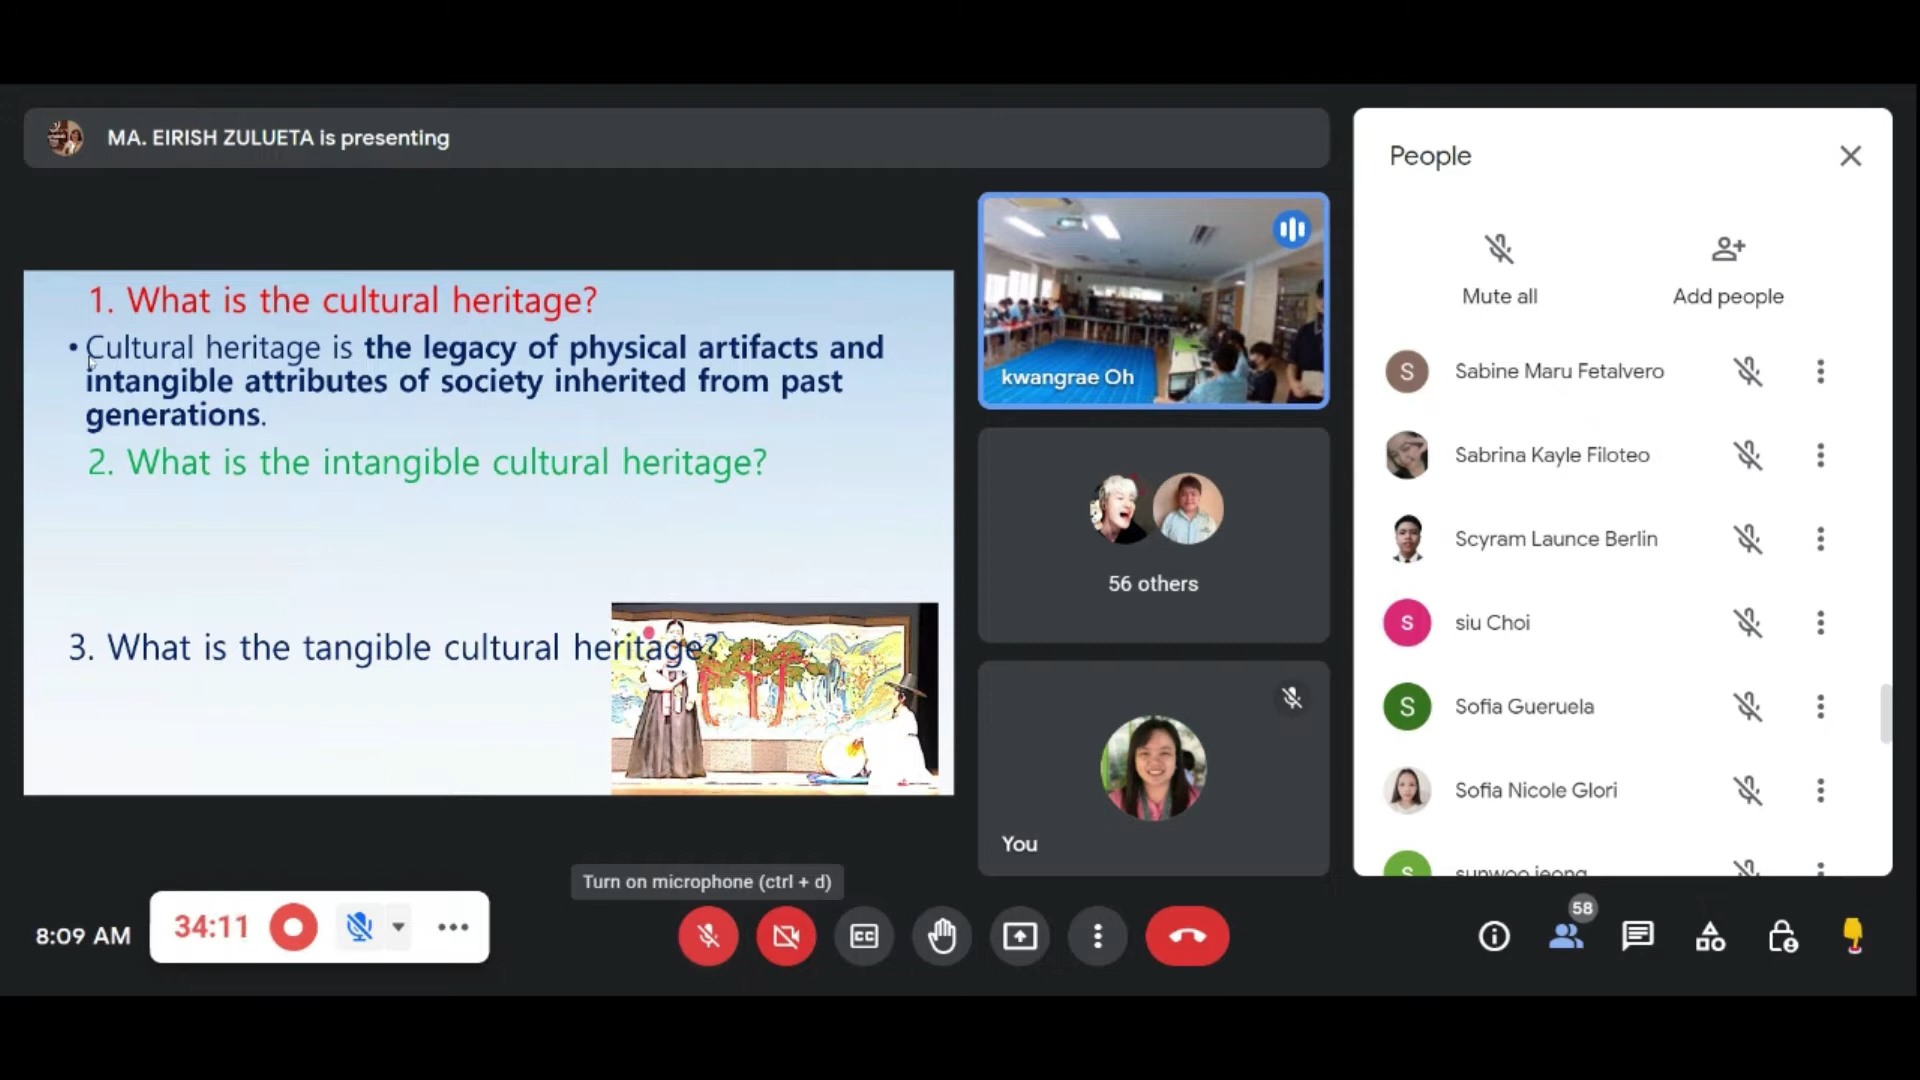 MA. EIRISH ZULUETA is presenting
1. What is the cultural heritage?
• Cultural heritage is the legacy of physical artifacts and
intangible attributes of society inherited from past
generations.
2. What is the intangible cultural heritage?
3. What is the tangible cultural heritage?
kwangrae Oh
56 others
You
People
Mute all
Add people
S
Sabine Maru Fetalvero
Sabrina Kayle Filoteo
Scyram Launce Berlin
s
siu Choi
S
Sofia Gueruela
Sofia Nicole Glori
s
sunwoo jeong
Turn on microphone (ctrl + d)
8:09 AM
34:11
CC
58